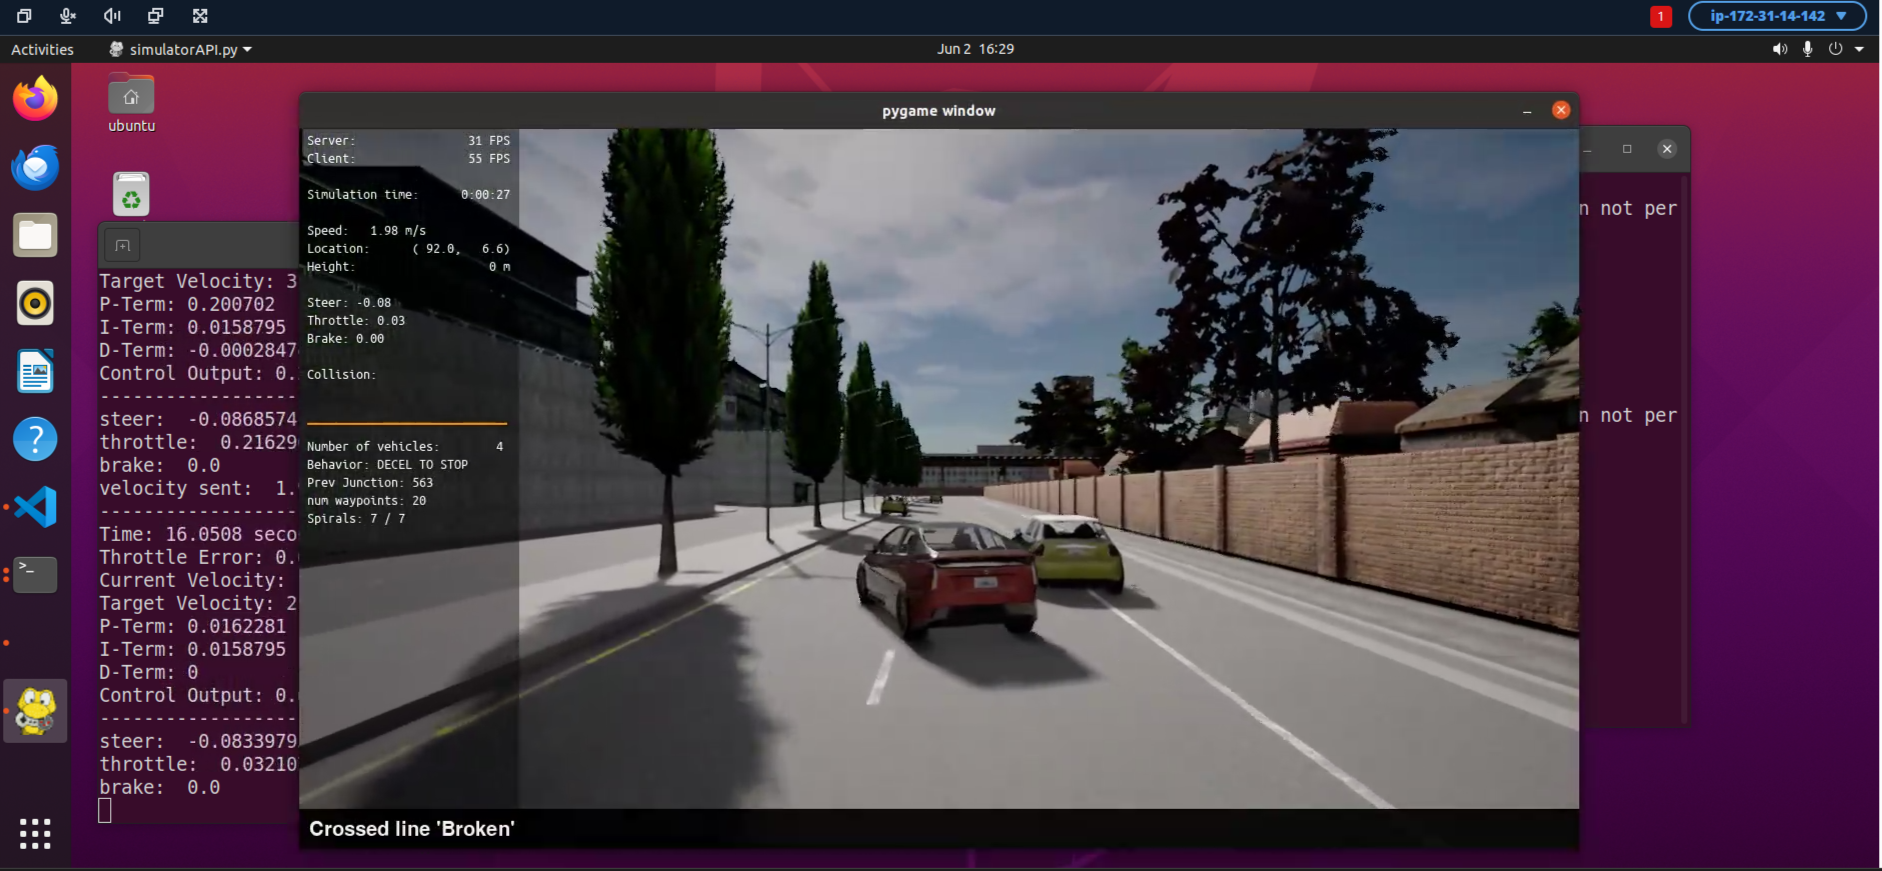 1
ip-172-31-14-142
Activities
simulatorAPI.py
Jun 2 16:29
ubuntu
pygame window
Server: 31 FPS
Client: 55 FPS
Simulation time: 0:00:27
Speed: 1.98 m/s
Location: ( 92.0, 6.6)
Height: 0 m
Steer: -0.08
Throttle: 0.03
Brake: 0.00
Collision:
Number of vehicles: 4
Behavior: DECEL TO STOP
Prev Junction: 563
num waypoints: 20
Spirals: 7 / 7
Crossed line 'Broken'
Target Velocity: 3
P-Term: 0.200702
I-Term: 0.0158795
D-Term: -0.0002847
Control Output: 0.
------------------
steer: -0.0868574
throttle: 0.21629
brake: 0.0
velocity sent: 1.
------------------
Time: 16.0508 seco
Throttle Error: 0.
Current Velocity:
Target Velocity: 2
P-Term: 0.0162281
I-Term: 0.0158795
D-Term: 0
Control Output: 0.
------------------
steer: -0.0833979
throttle: 0.03210
brake: 0.0
n not per
n not per